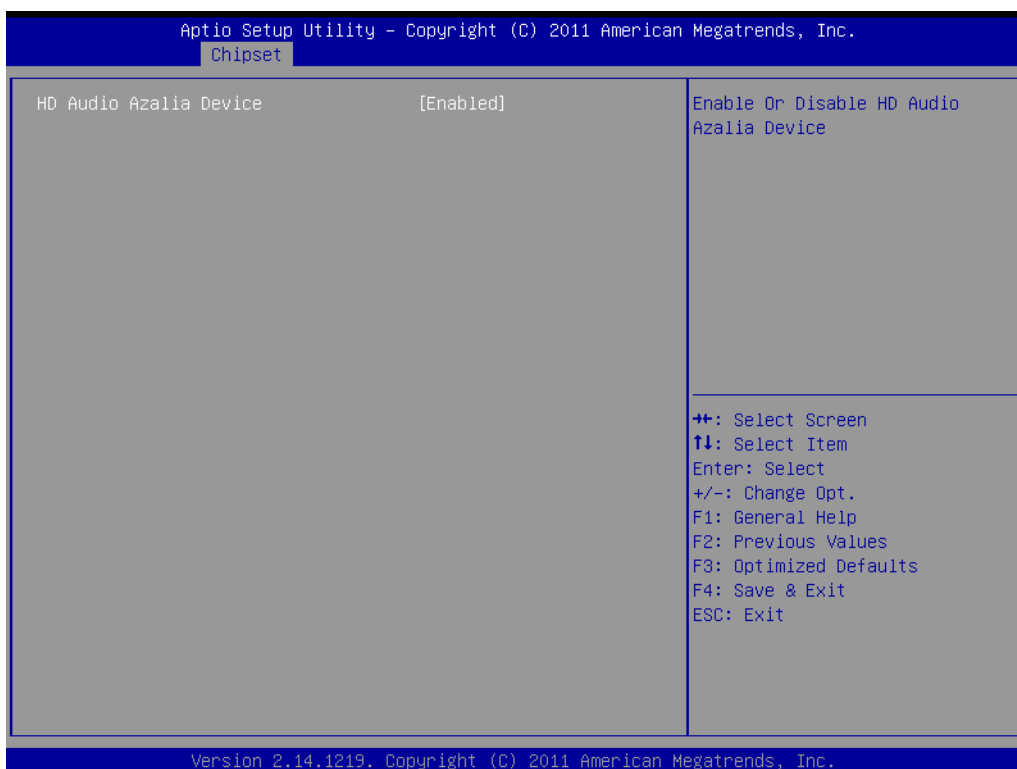 Aptio Setup Utility – Copyright (C) 2011 American Megatrends, Inc.
Chipset
HD Audio Azalia Device [Enabled]
Enable Or Disable HD Audio
Azalia Device
→←: Select Screen
↑↓: Select Item
Enter: Select
+/-: Change Opt.
F1: General Help
F2: Previous Values
F3: Optimized Defaults
F4: Save & Exit
ESC: Exit
Version 2.14.1219. Copyright (C) 2011 American Megatrends, Inc.